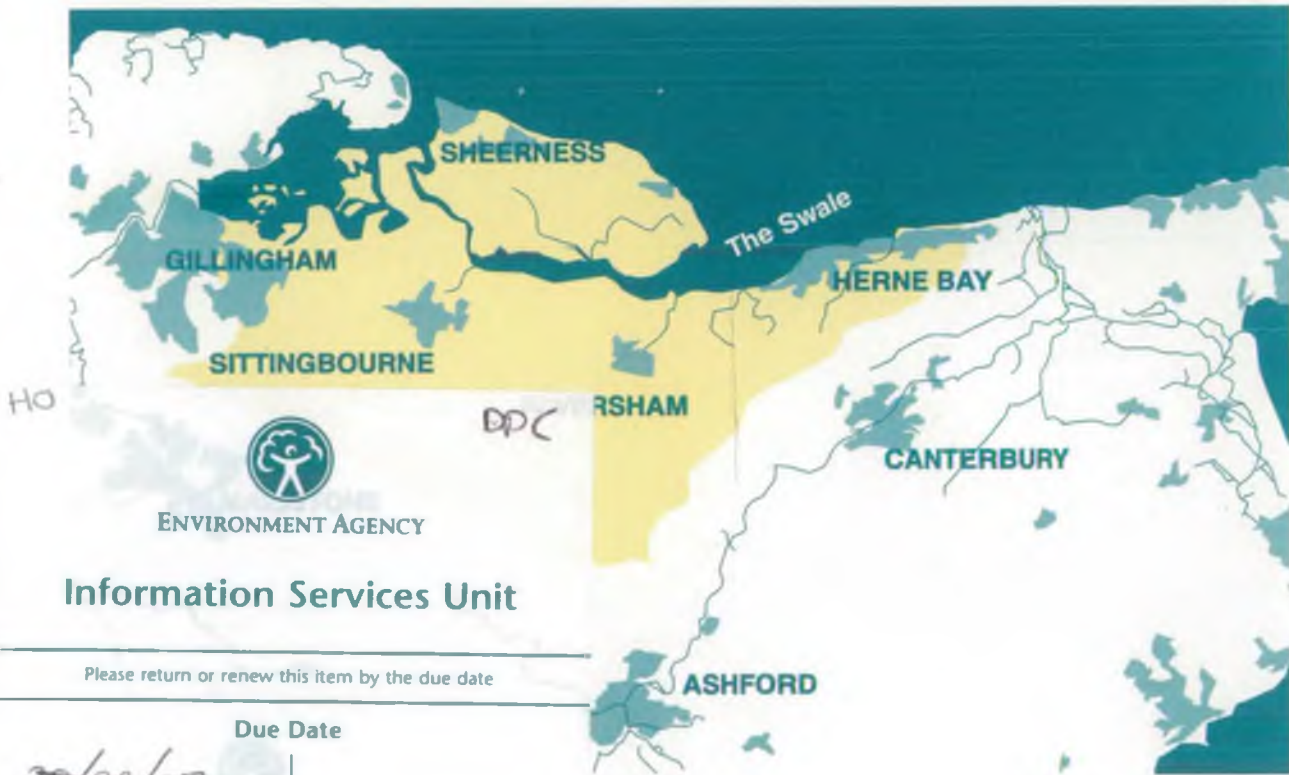 SHEERNESS
The Swale
GILLINGHAM
HERNE BAY
SITTINGBOURNE
HO
DPC
RSHAM
CANTERBURY
ENVIRONMENT AGENCY
Information Services Unit
Please return or renew this item by the due date
ASHFORD
Due Date